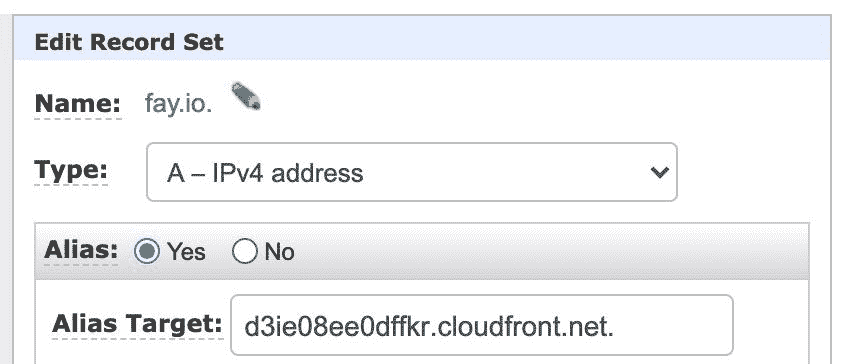 Edit Record Set
Name: fay.io.
Type: A – IPv4 address
Alias: Yes No
Alias Target: d3ie08ee0dffkr.cloudfront.net.